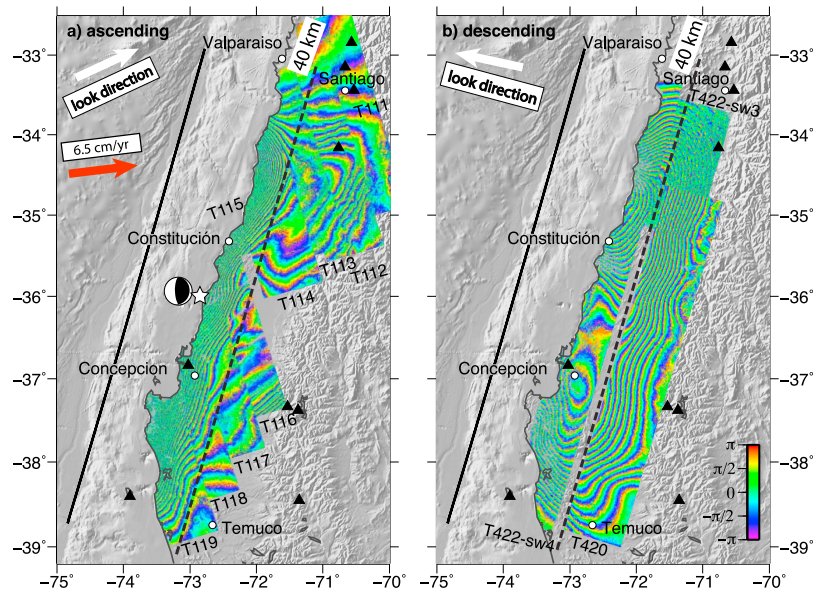 a) ascending
Valparaiso
40 km
look direction
Santiago
T111
6.5 cm/yr
T115
Constitución
T113
T112
T114
Concepcion
T116
T117
T118
Temuco
T119
−33
−34
−35
−36
−37
−38
−39
−75
−74
−73
−72
−71
−70
b) descending
Valparaiso
40 km
look direction
Santiago
T422-sw3
Constitución
Concepcion
π
π/2
0
−π/2
−π
Temuco
T422-sw4
T420
−33
−34
−35
−36
−37
−38
−39
−75
−74
−73
−72
−71
−70